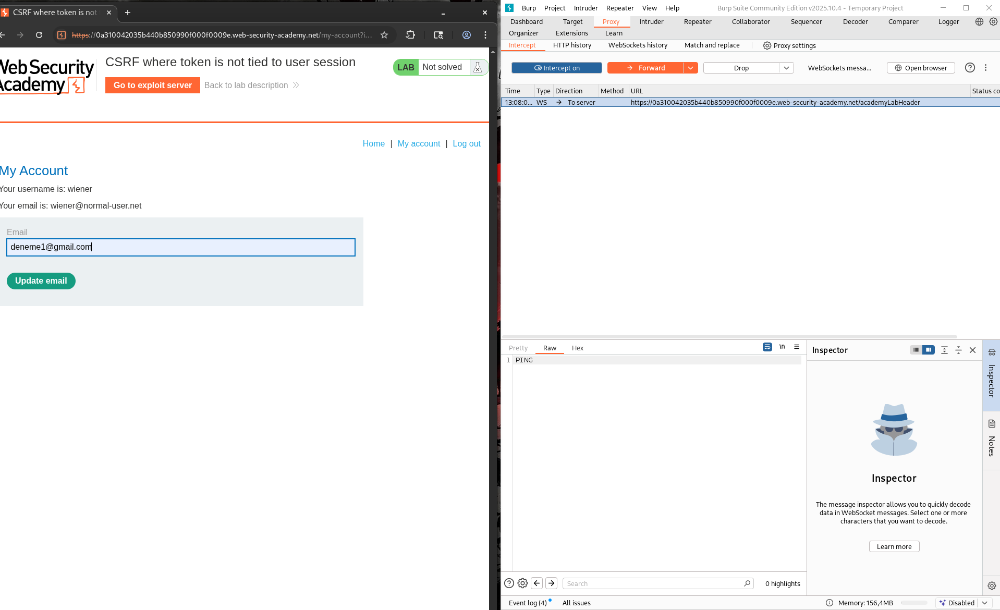 CSRF where token is not
https://0a310042035b440b850990f000f0009e.web-security-academy.net/my-account?i...
Web Security
Academy
CSRF where token is not tied to user session
Go to exploit server
Back to lab description
LAB
Not solved
Home | My account | Log out
My Account
Your username is: wiener
Your email is: wiener@normal-user.net
Email
deneme1@gmail.com
Update email
Burp Project Intruder Repeater View Help
Burp Suite Community Edition v2025.10.4 - Temporary Project
Dashboard Target Proxy Intruder Repeater Collaborator Sequencer Decoder Comparer Logger
Organizer Extensions Learn
Intercept HTTP history WebSockets history Match and replace Proxy settings
Intercept on Forward Drop WebSockets messa... Open browser
Time Type Direction Method URL Status co
13:08:0... WS To server https://0a310042035b440b850990f000f0009e.web-security-academy.net/academyLabHeader
Pretty Raw Hex
\n
1 PING
Inspector
Inspector
The message inspector allows you to quickly decode
data in WebSocket messages. Select one or more
characters that you want to decode.
Learn more
Inspector
Notes
Search
0 highlights
Event log (4) All issues
Memory: 156,4MB
Disabled